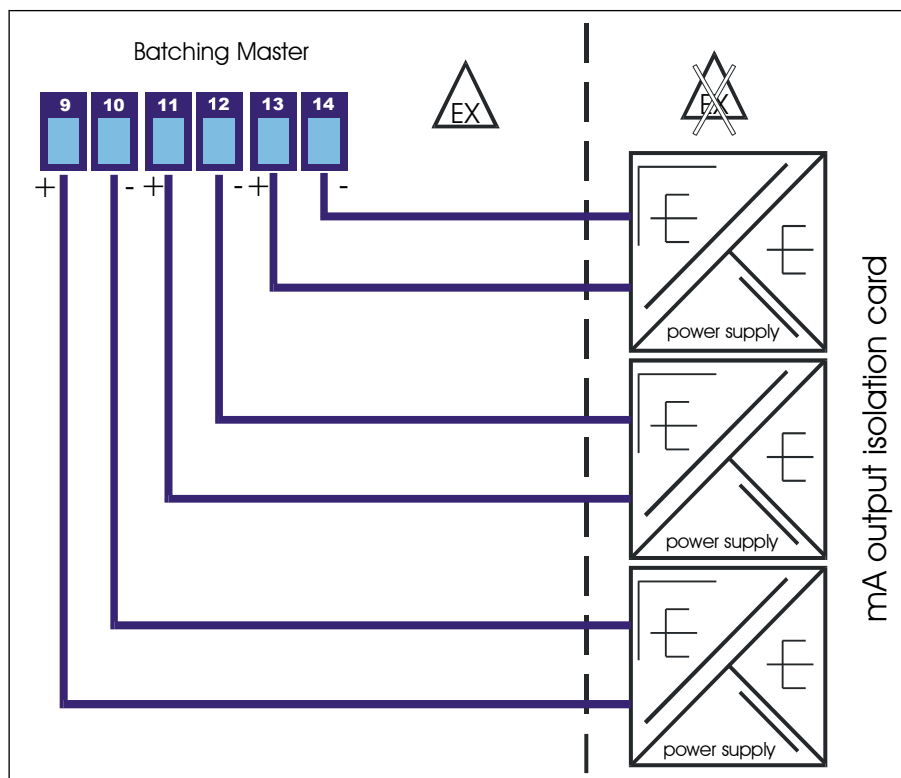 Batching Master
9 10 11 12 13 14
+ - + - + -
EX
EX
power supply
power supply
power supply
mA output isolation card